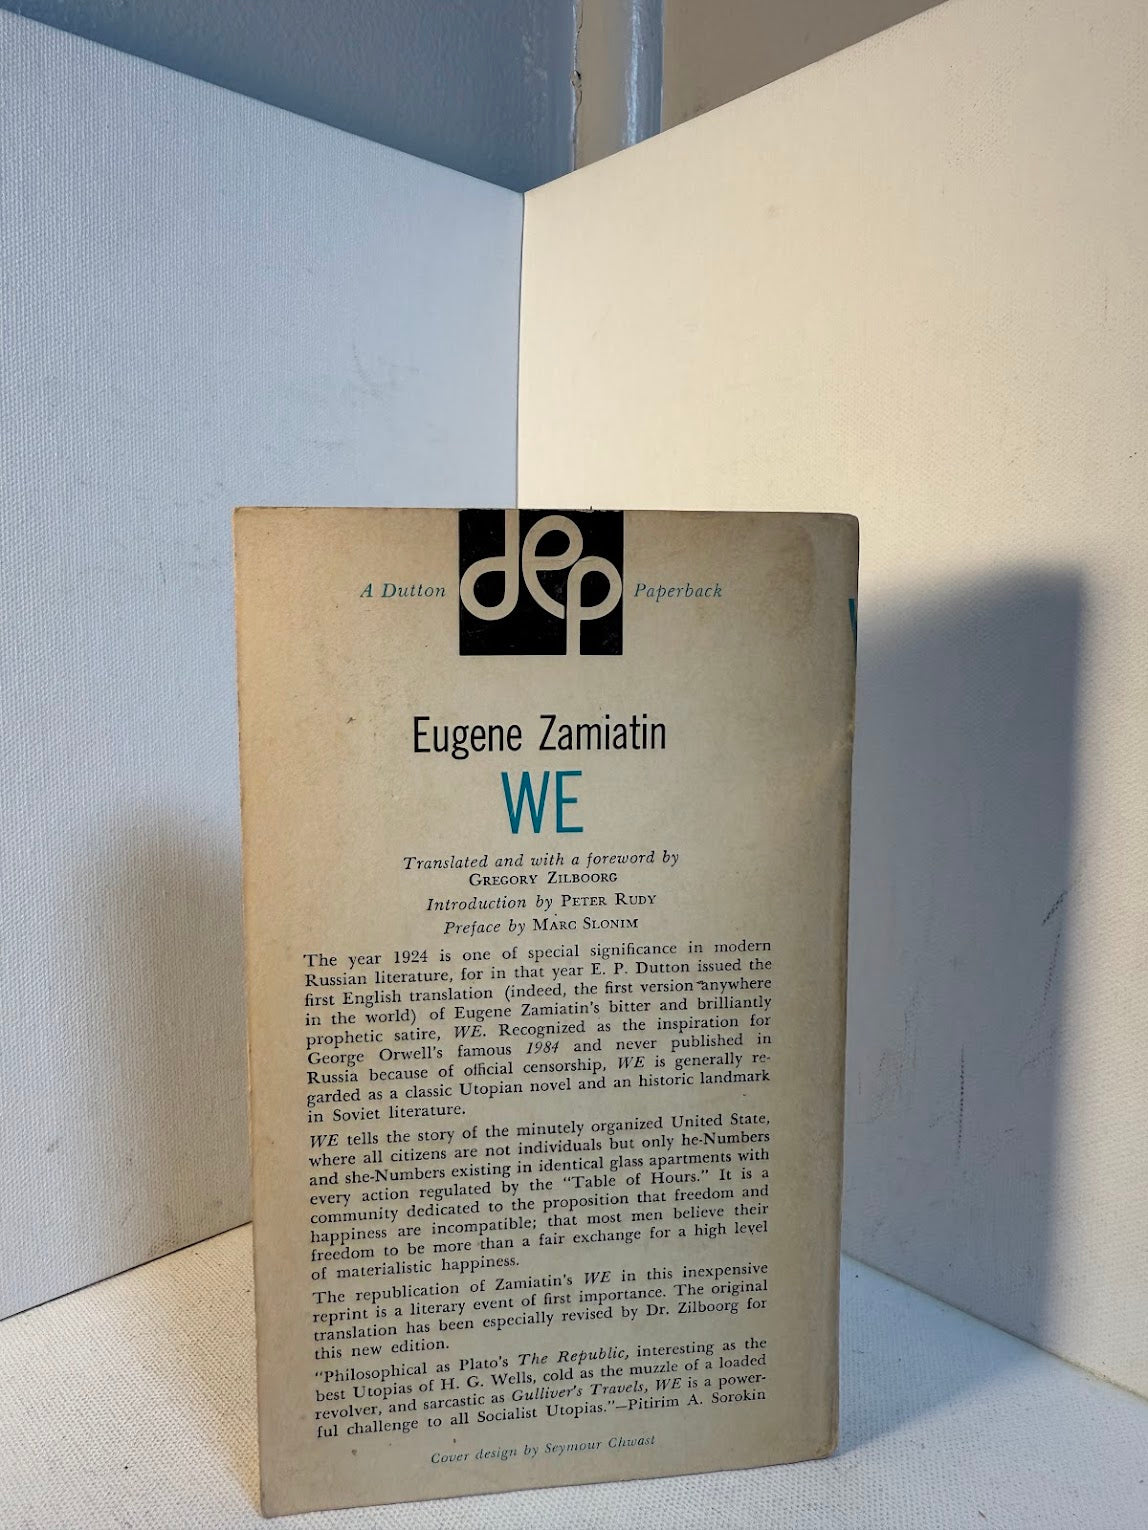 A Dutton dep Paperback
Eugene Zamiatin
WE
Translated and with a foreword by
GREGORY ZILBOORG
Introduction by PETER RUDY
Preface by MARC SLONIM
The year 1924 is one of special significance in modern
Russian literature, for in that year E. P. Dutton issued the
first English translation (indeed, the first version anywhere
in the world) of Eugene Zamiatin's bitter and brilliantly
prophetic satire, WE. Recognized as the inspiration for
George Orwell's famous 1984 and never published in
Russia because of official censorship, WE is generally re-
garded as a classic Utopian novel and an historic landmark
in Soviet literature.
WE tells the story of the minutely organized United State,
where all citizens are not individuals but only he-Numbers
and she-Numbers existing in identical glass apartments with
every action regulated by the "Table of Hours." It is a
community dedicated to the proposition that freedom and
happiness are incompatible; that most men believe their
freedom to be more than a fair exchange for a high level
of materialistic happiness.
The republication of Zamiatin's WE in this inexpensive
reprint is a literary event of first importance. The original
translation has been especially revised by Dr. Zilboorg for
this new edition.
"Philosophical as Plato's The Republic, interesting as the
best Utopias of H. G. Wells, cold as the muzzle of a loaded
revolver, and sarcastic as Gulliver's Travels, WE is a power-
ful challenge to all Socialist Utopias."—Pitirim A. Sorokin
Cover design by Seymour Chwast